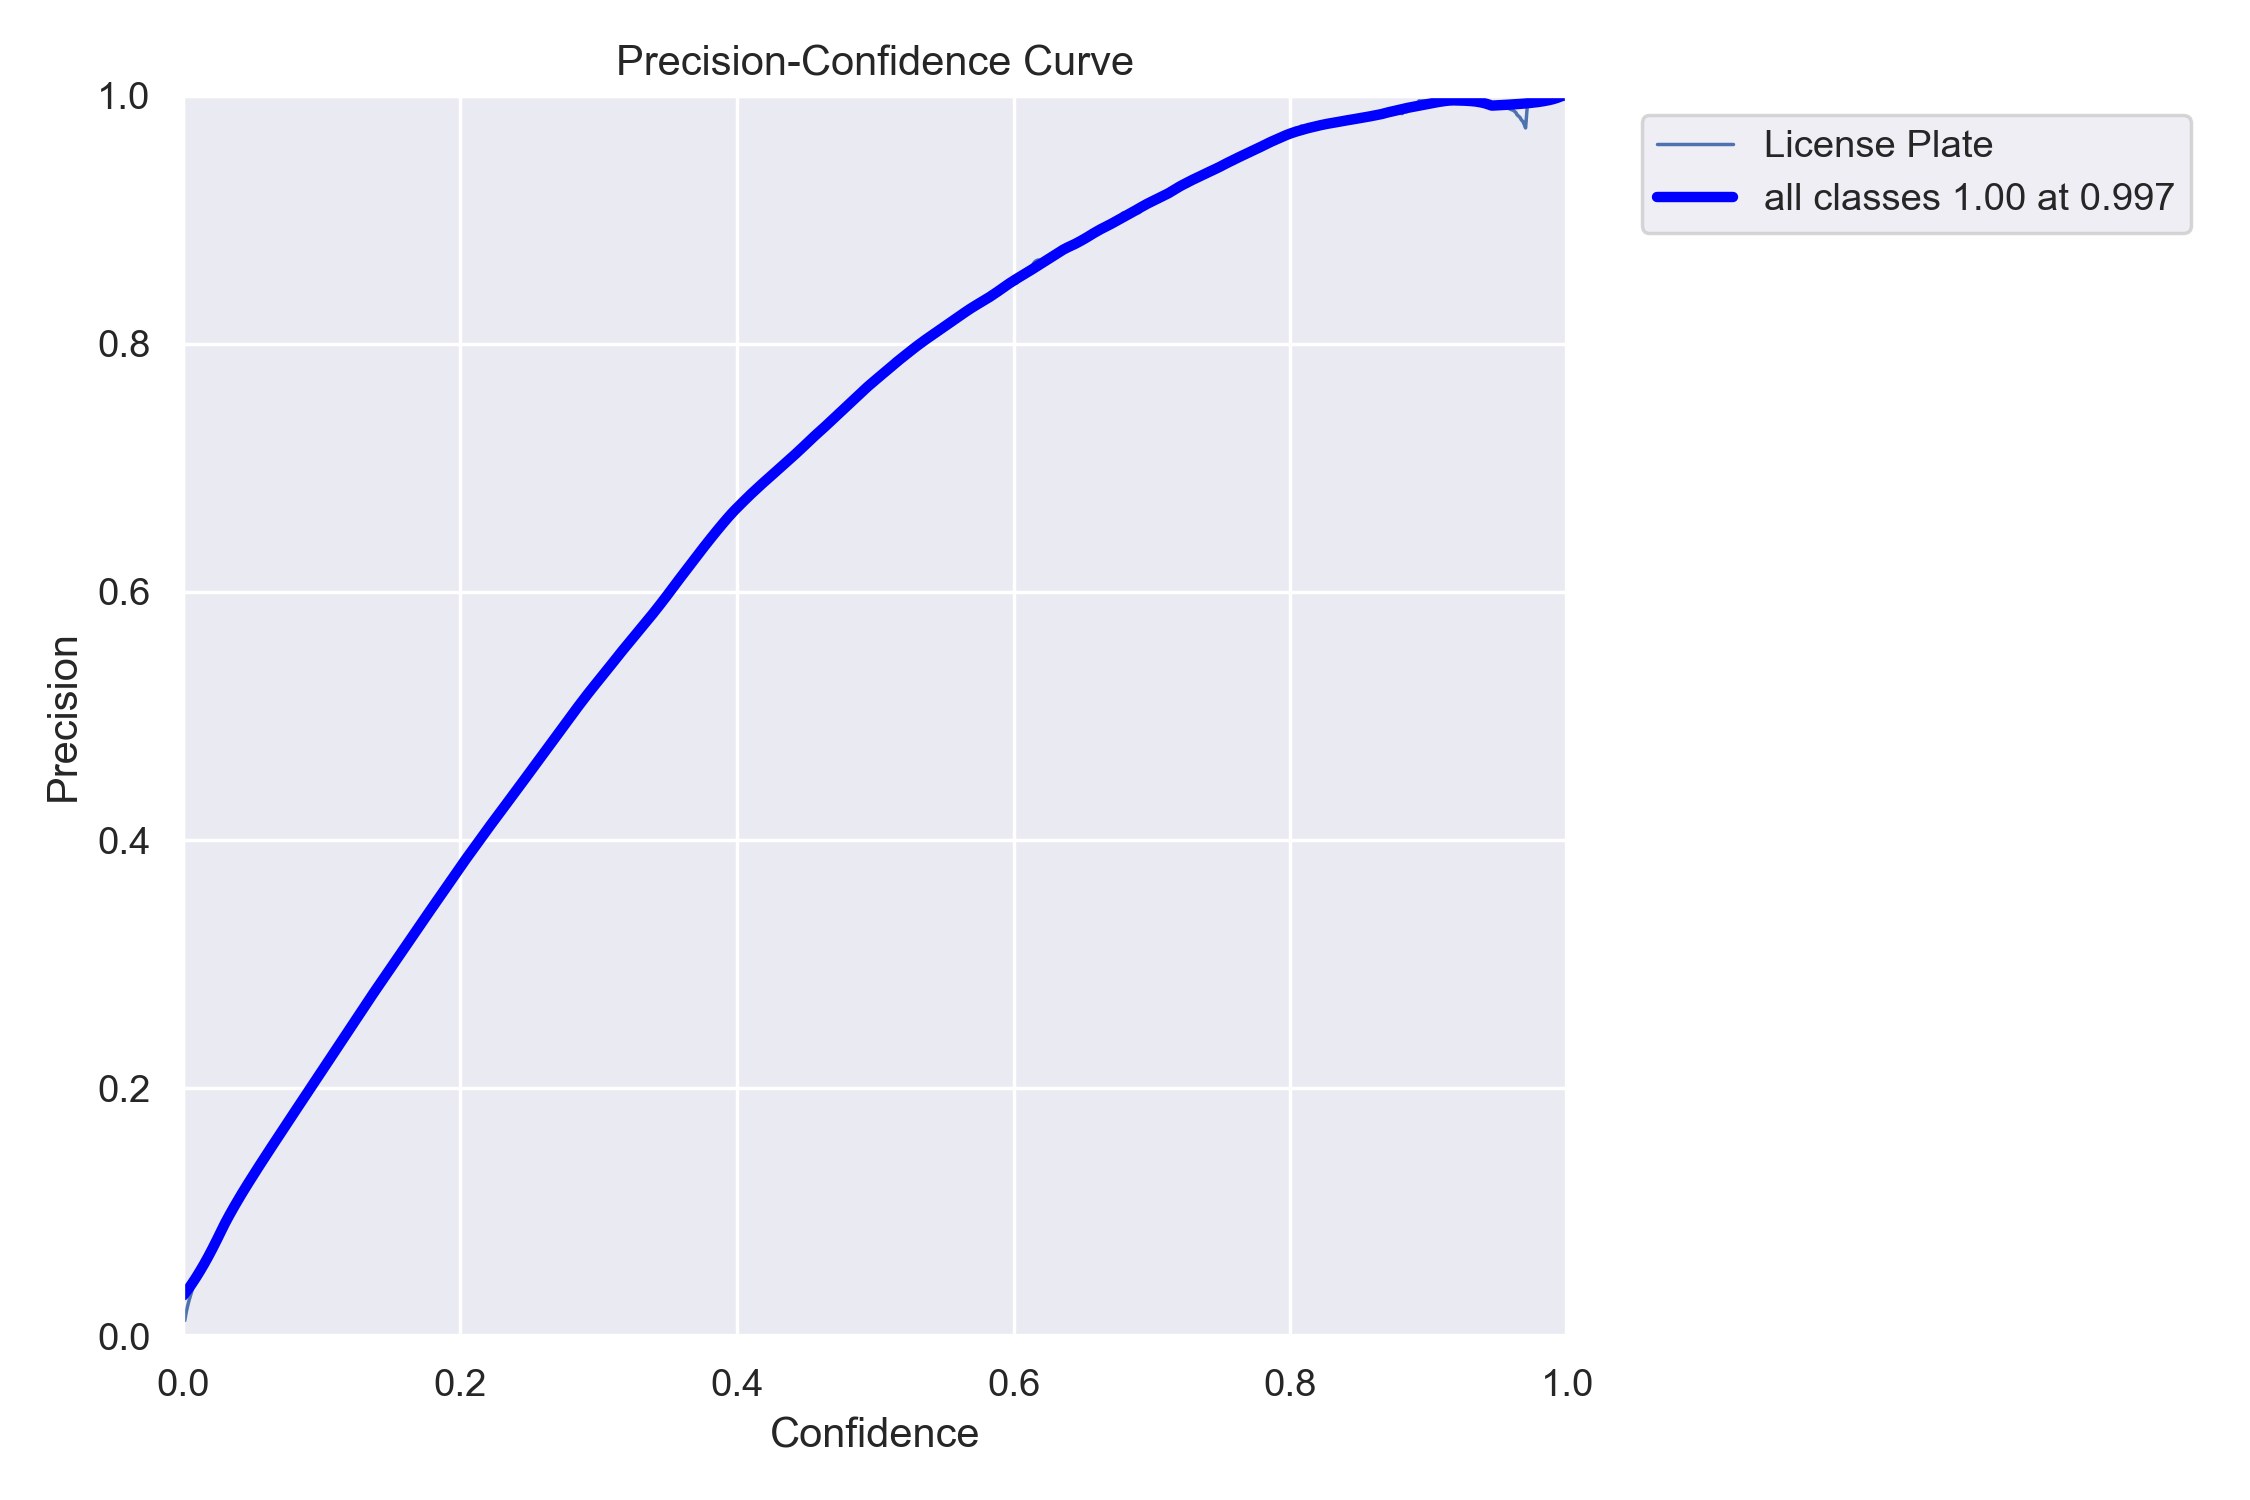 Precision-Confidence Curve
1.0
0.8
0.6
0.4
0.2
0.0
Precision
0.0 0.2 0.4 0.6 0.8 1.0
Confidence
License Plate
all classes 1.00 at 0.997